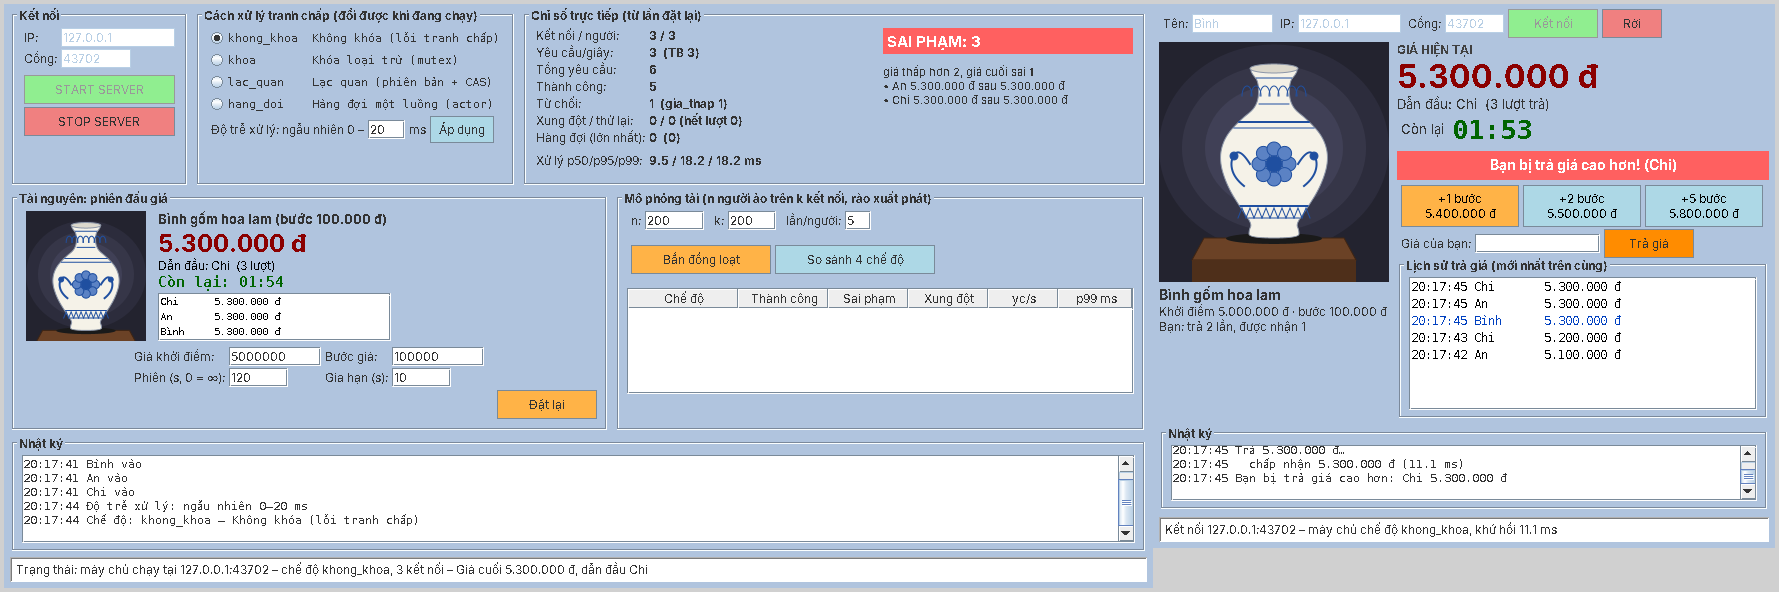 Kết nối
IP: 127.0.0.1
Cổng: 43702
START SERVER
STOP SERVER
Cách xử lý tranh chấp (đổi được khi đang chạy)
khong_khoa Không khóa (lỗi tranh chấp)
khoa Khóa loại trừ (mutex)
lac_quan Lạc quan (phiên bản + CAS)
hang_doi Hàng đợi một luồng (actor)
Độ trễ xử lý: ngẫu nhiên 0 – 20 ms Áp dụng
Chỉ số trực tiếp (từ lần đặt lại)
Kết nối / người: 3 / 3
Yêu cầu/giây: 3 (TB 3)
Tổng yêu cầu: 6
Thành công: 5
Từ chối: 1 (gia_thap 1)
Xung đột / thử lại: 0 / 0 (hết lượt 0)
Hàng đợi (lớn nhất): 0 (0)
Xử lý p50/p95/p99: 9.5 / 18.2 / 18.2 ms
SAI PHẠM: 3
giá thấp hơn 2, giá cuối sai 1
• An 5.300.000 đ sau 5.300.000 đ
• Chi 5.300.000 đ sau 5.300.000 đ
Tài nguyên: phiên đấu giá
Bình gốm hoa lam (bước 100.000 đ)
5.300.000 đ
Dẫn đầu: Chi (3 lượt)
Còn lại: 01:54
Chi 5.300.000 đ
An 5.300.000 đ
Bình 5.300.000 đ
Giá khởi điểm: 5000000 Bước giá: 100000
Phiên (s, 0 = ∞): 120 Gia hạn (s): 10
Đặt lại
Mô phỏng tải (n người ảo trên k kết nối, rào xuất phát)
n: 200 k: 200 lần/người: 5
Bắn đồng loạt So sánh 4 chế độ
Chế độ Thành công Sai phạm Xung đột yc/s p99 ms
Nhật ký
20:17:41 Bình vào
20:17:41 An vào
20:17:41 Chi vào
20:17:44 Độ trễ xử lý: ngẫu nhiên 0–20 ms
20:17:44 Chế độ: khong_khoa — Không khóa (lỗi tranh chấp)
Trạng thái: máy chủ chạy tại 127.0.0.1:43702 – chế độ khong_khoa, 3 kết nối – Giá cuối 5.300.000 đ, dẫn đầu Chi
Tên: Bình IP: 127.0.0.1 Cổng: 43702 Kết nối Rời
GIÁ HIỆN TẠI
5.300.000 đ
Dẫn đầu: Chi (3 lượt trả)
Còn lại 01:53
Bạn bị trả giá cao hơn! (Chi)
+1 bước
5.400.000 đ
+2 bước
5.500.000 đ
+5 bước
5.800.000 đ
Giá của bạn: Trả giá
Bình gốm hoa lam
Khởi điểm 5.000.000 đ · bước 100.000 đ
Bạn: trả 2 lần, được nhận 1
Lịch sử trả giá (mới nhất trên cùng)
20:17:45 Chi 5.300.000 đ
20:17:45 An 5.300.000 đ
20:17:45 Bình 5.300.000 đ
20:17:43 Chi 5.200.000 đ
20:17:42 An 5.100.000 đ
Nhật ký
20:17:45 Trả 5.300.000 đ…
20:17:45 chấp nhận 5.300.000 đ (11.1 ms)
20:17:45 Bạn bị trả giá cao hơn: Chi 5.300.000 đ
Kết nối 127.0.0.1:43702 – máy chủ chế độ khong_khoa, khứ hồi 11.1 ms